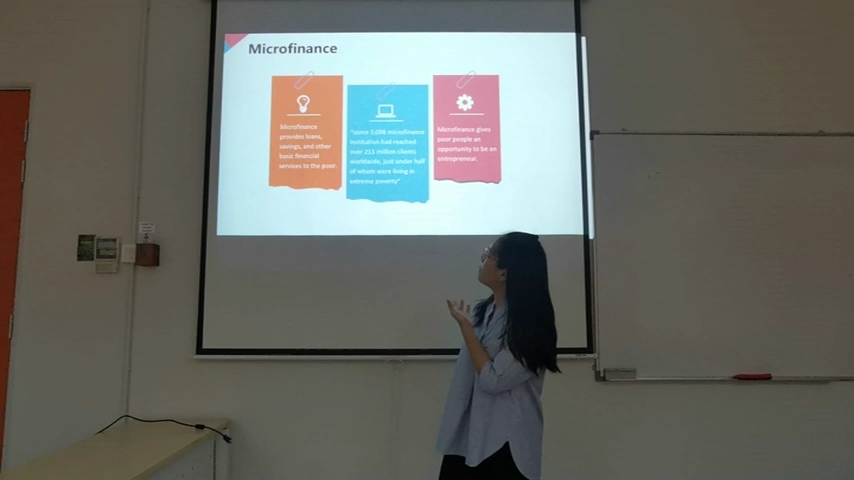 Microfinance
Microfinance
provides loans,
savings, and other
basic financial
services to the poor.
"some 3,098 microfinance
institution had reached
over 211 million clients
worldwide, just under half
of whom were living in
extreme poverty"
Microfinance gives
poor people an
opportunity to be an
entrepreneur.